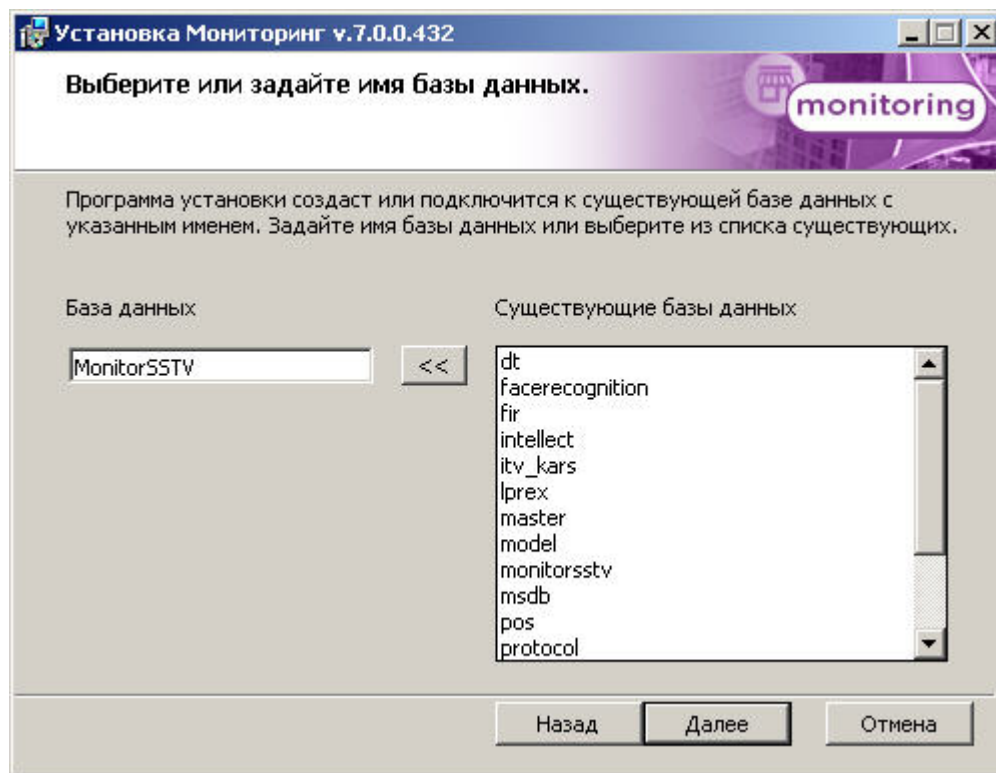 Установка Мониторинг v.7.0.0.432
Выберите или задайте имя базы данных.
monitoring
Программа установки создаст или подключится к существующей базе данных с
указанным именем. Задайте имя базы данных или выберите из списка существующих.
База данных
Существующие базы данных
MonitorSSTV
<<
dt
facerecognition
fir
intellect
itv_kars
lprex
master
model
monitorsstv
msdb
pos
protocol
Назад
Далее
Отмена